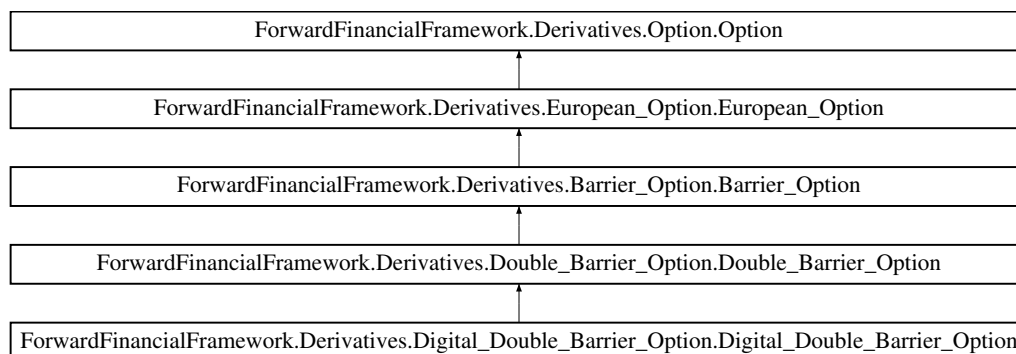 ForwardFinancialFramework.Derivatives.Option.Option
ForwardFinancialFramework.Derivatives.European_Option.European_Option
ForwardFinancialFramework.Derivatives.Barrier_Option.Barrier_Option
ForwardFinancialFramework.Derivatives.Double_Barrier_Option.Double_Barrier_Option
ForwardFinancialFramework.Derivatives.Digital_Double_Barrier_Option.Digital_Double_Barrier_Option